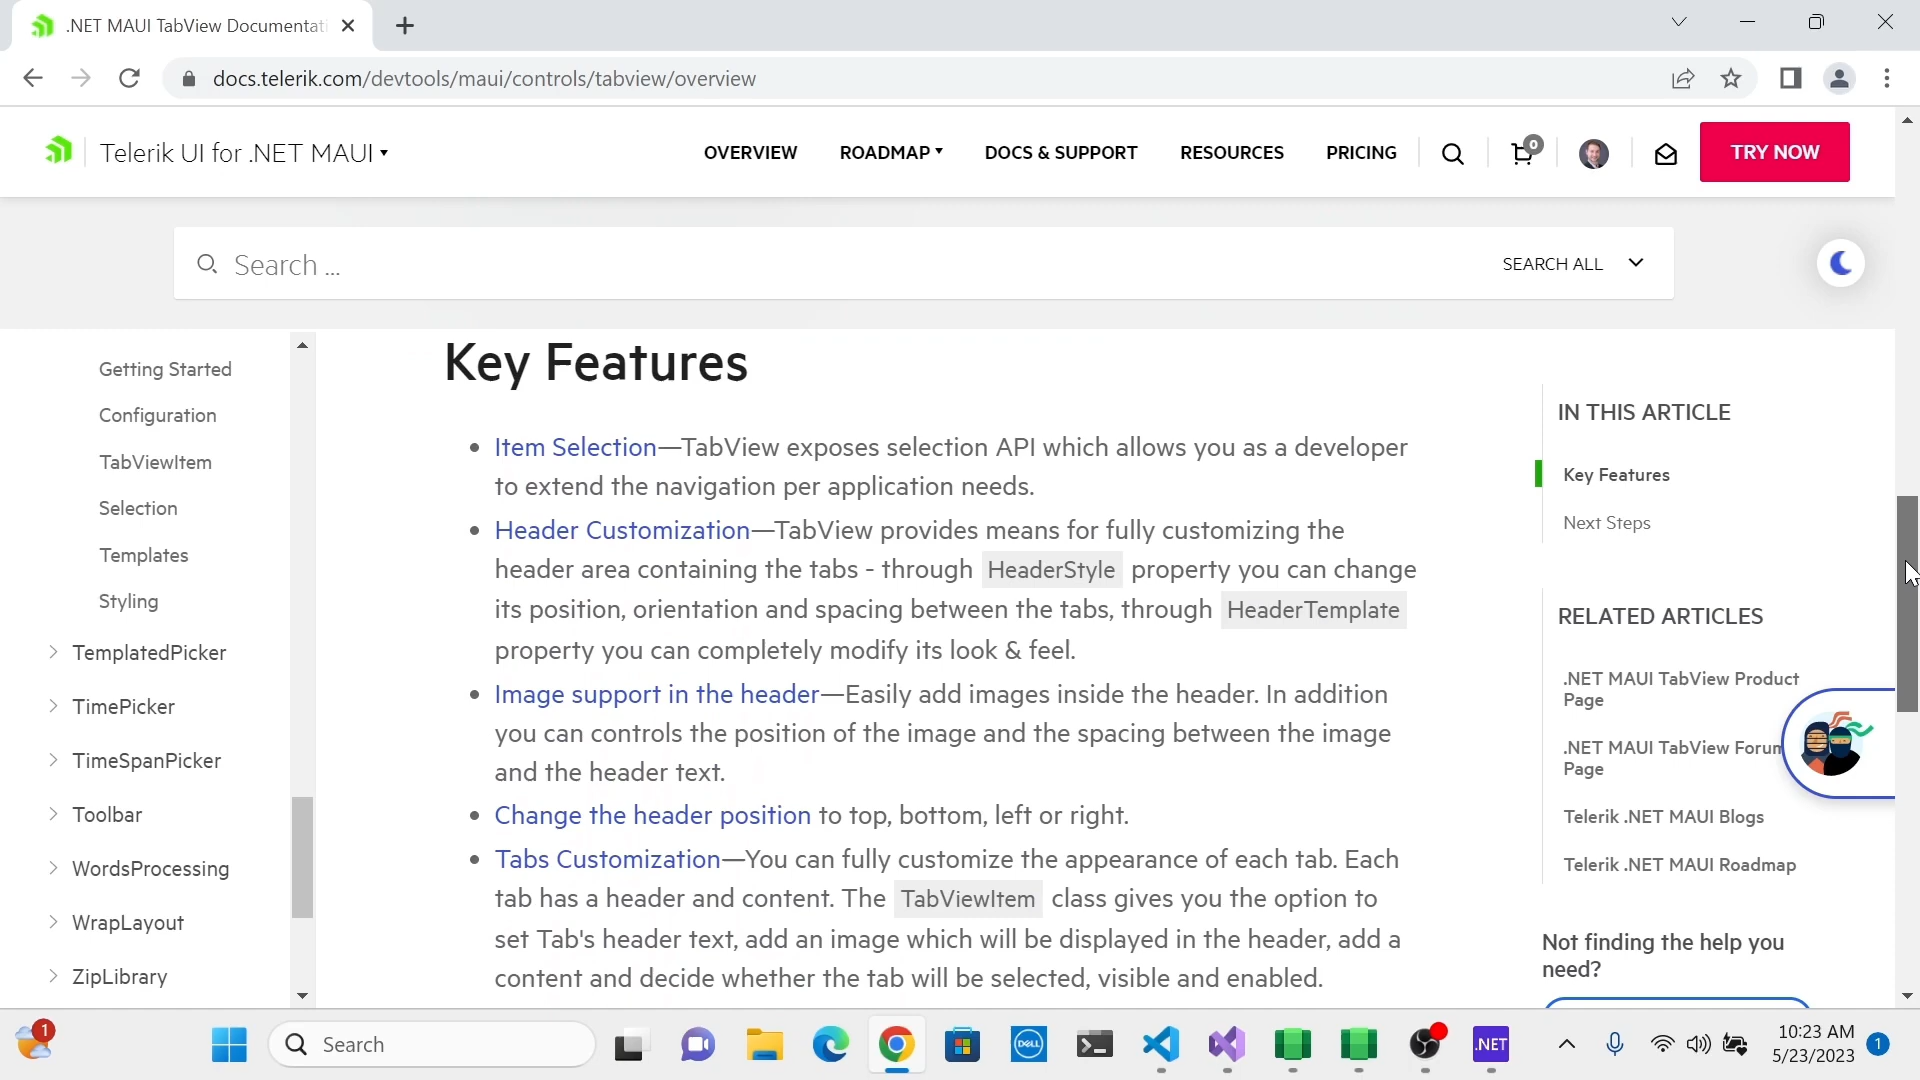 .NET MAUI TabView Documentati
docs.telerik.com/devtools/maui/controls/tabview/overview
Telerik UI for .NET MAUI
OVERVIEW
ROADMAP
DOCS & SUPPORT
RESOURCES
PRICING
0
TRY NOW
Search ...
SEARCH ALL
Getting Started
Configuration
TabViewItem
Selection
Templates
Styling
TemplatedPicker
TimePicker
TimeSpanPicker
Toolbar
WordsProcessing
WrapLayout
ZipLibrary
Key Features
Item Selection—TabView exposes selection API which allows you as a developer
to extend the navigation per application needs.
Header Customization—TabView provides means for fully customizing the
header area containing the tabs - through HeaderStyle property you can change
its position, orientation and spacing between the tabs, through HeaderTemplate
property you can completely modify its look & feel.
Image support in the header—Easily add images inside the header. In addition
you can controls the position of the image and the spacing between the image
and the header text.
Change the header position to top, bottom, left or right.
Tabs Customization—You can fully customize the appearance of each tab. Each
tab has a header and content. The TabViewItem class gives you the option to
set Tab's header text, add an image which will be displayed in the header, add a
content and decide whether the tab will be selected, visible and enabled.
IN THIS ARTICLE
Key Features
Next Steps
RELATED ARTICLES
.NET MAUI TabView Product
Page
.NET MAUI TabView Forum
Page
Telerik .NET MAUI Blogs
Telerik .NET MAUI Roadmap
Not finding the help you
need?
1
Search
DELL
.NET
10:23 AM
5/23/2023
1